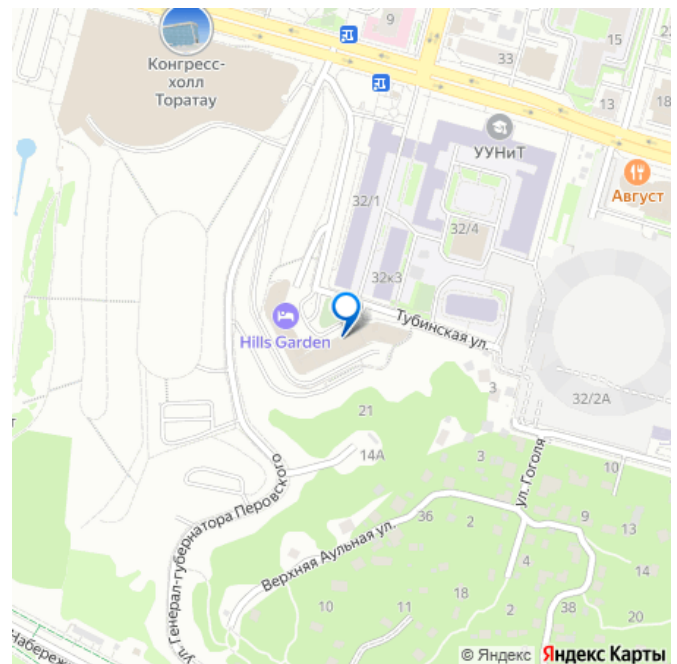 9
15
33
Конгресс-
холл
Торатау
13
18
УУНиТ
Август
32/1
32/4
32к3
Тубинская ул.
Hills Garden
3
32/2А
21
14А
3
10
ул. Гоголя
ул. Генерал-губернатора Перовского
Верхняя Аульная ул.
36
2
9
13
4
14
18
10
11
2
38
20
Набереж
© Яндекс Яндекс Карты